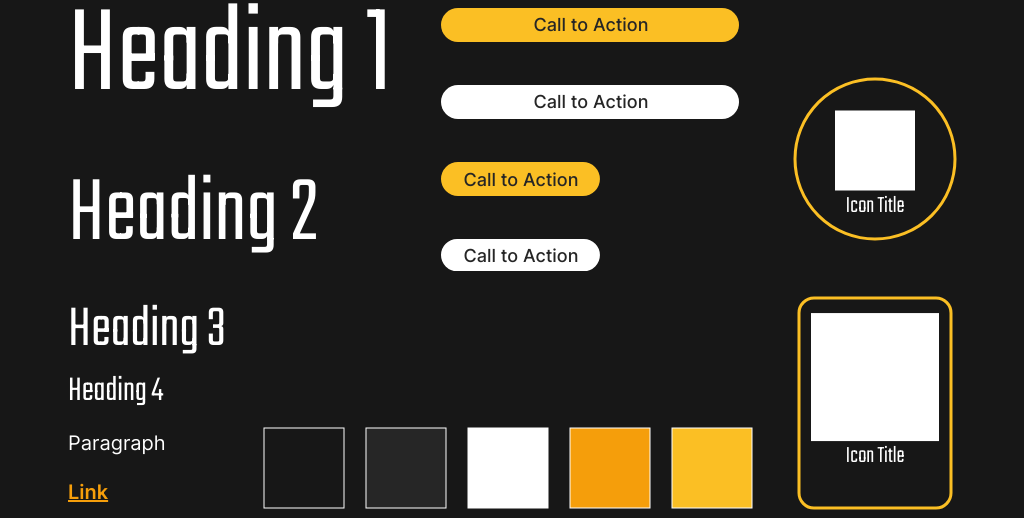 Heading 1
Heading 2
Heading 3
Heading 4
Paragraph
Link
Call to Action
Call to Action
Call to Action
Call to Action
Icon Title
Icon Title